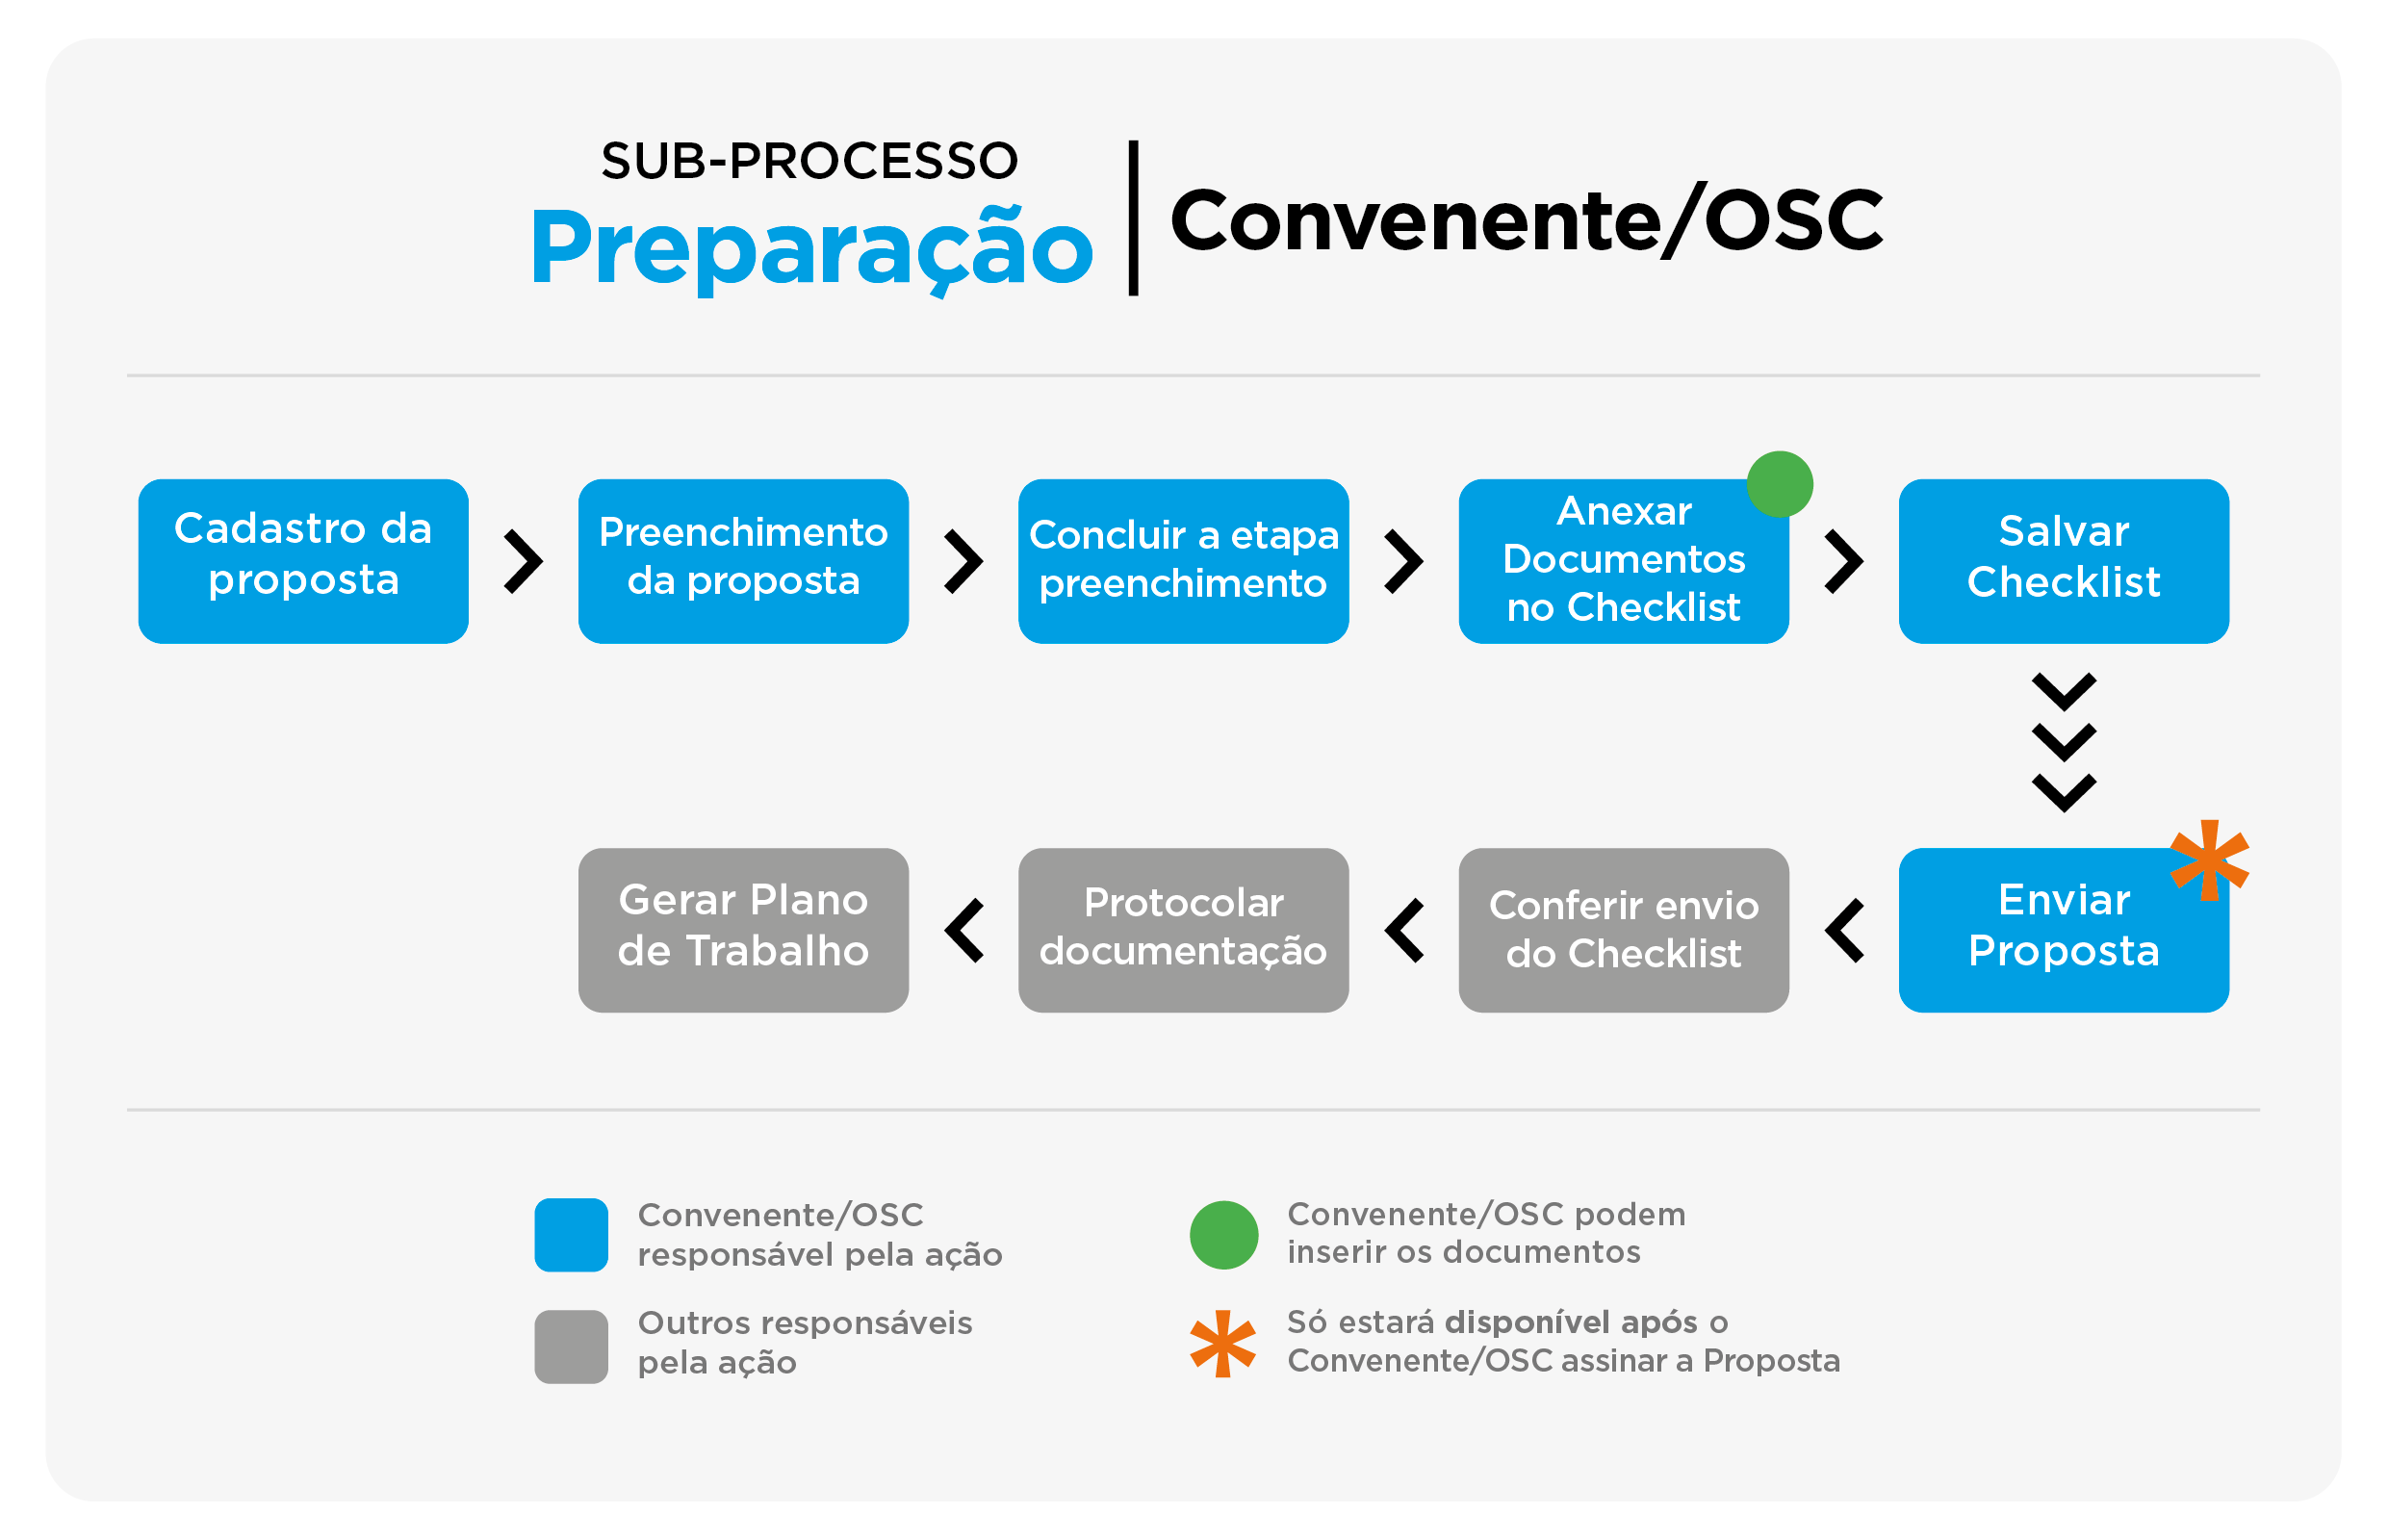 SUB-PROCESSO
Preparação
Convenente/OSC
Cadastro da
proposta
Preenchimento
da proposta
Concluir a etapa
preenchimento
Anexar
Documentos
no Checklist
Salvar
Checklist
Enviar
Proposta
Conferir envio
do Checklist
Protocolar
documentação
Gerar Plano
de Trabalho
Convenente/OSC
responsável pela ação
Outros responsáveis
pela ação
Convenente/OSC podem
inserir os documentos
Só estará disponível após o
Convenente/OSC assinar a Proposta